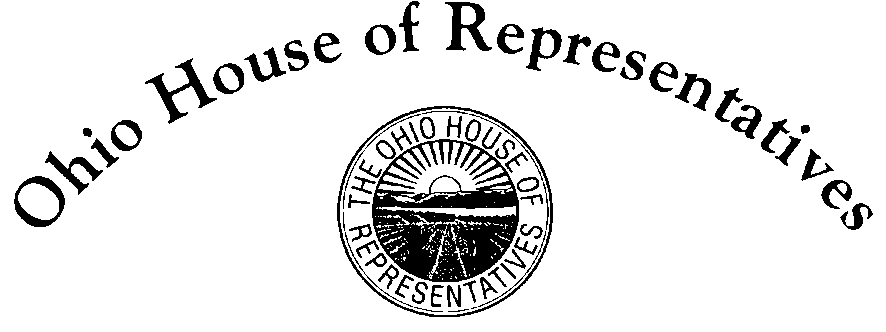 Ohio House of Representatives
THE OHIO HOUSE OF
REPRESENTATIVES